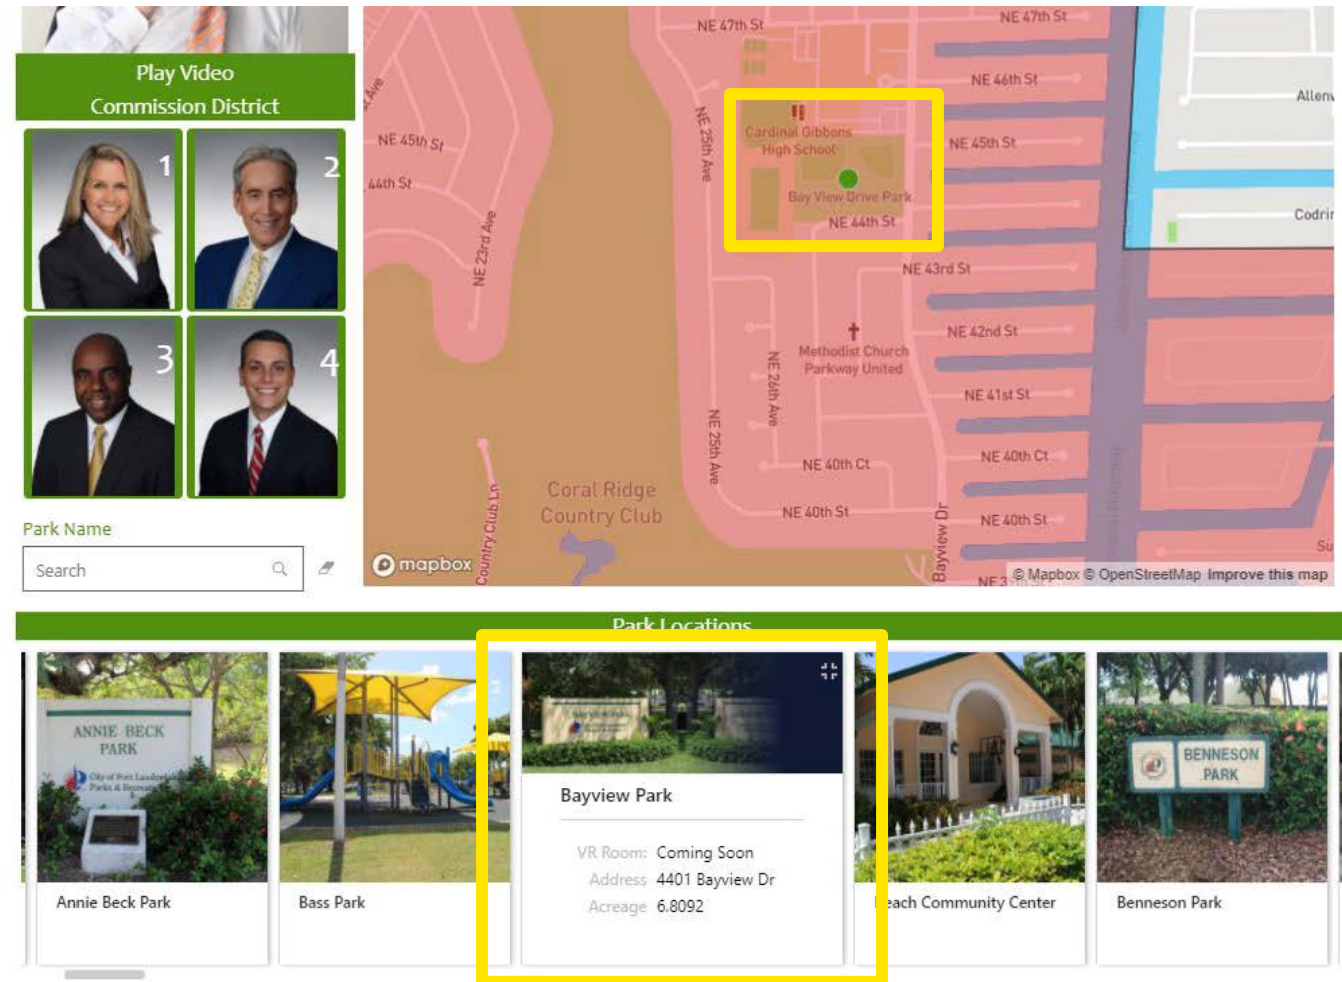 Play Video
Commission District
1
2
3
4
Park Name
Search
NE 47th St
NE 47th St
NE 46th St
Cardinal Gibbons
High School
NE 45th St
NE 45th St
44th St
NE 25th Ave
Bay View Drive Park
NE 44th St
NE 23rd Ave
NE 43rd St
NE 42nd St
Methodist Church
Parkway United
NE 26th Ave
NE 41st St
NE 25th Ave
NE 40th Ct
NE 40th Ct
Coral Ridge
Country Club
NE 40th St
NE 40th St
Country Club Ln
Bayview Dr
mapbox
© Mapbox © OpenStreetMap Improve this map
Park Locations
ANNIE BECK
PARK
City of Fort Lauderdale
Parks & Recreation
Annie Beck Park
Bass Park
Bayview Park
VR Room: Coming Soon
Address 4401 Bayview Dr
Acreage 6.8092
each Community Center
BENNESON
PARK
Benneson Park